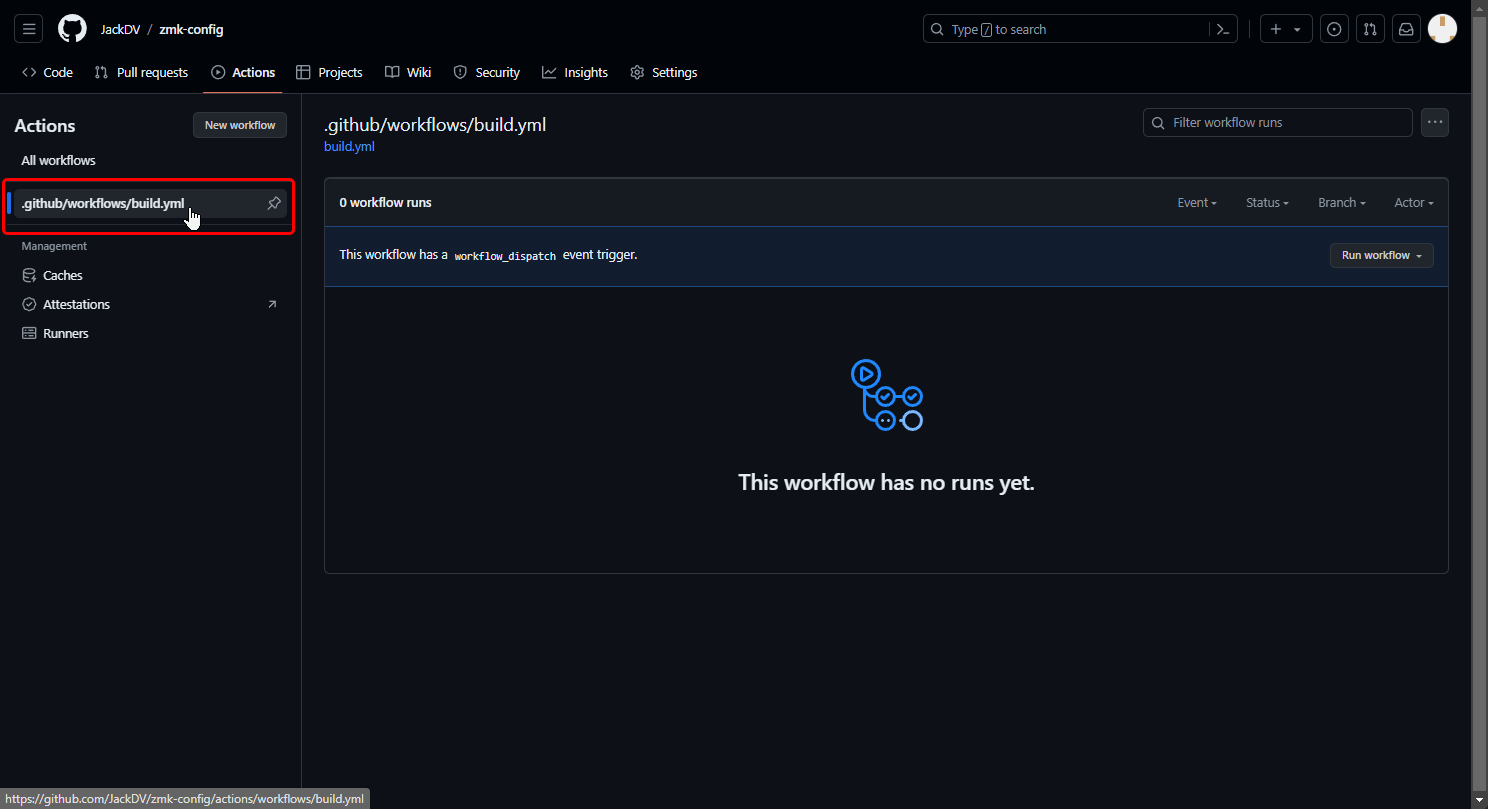 JackDV / zmk-config
Type / to search
Code Pull requests Actions Projects Wiki Security Insights Settings
Actions
New workflow
All workflows
.github/workflows/build.yml
Management
Caches
Attestations
Runners
.github/workflows/build.yml
build.yml
Filter workflow runs
0 workflow runs
Event Status Branch Actor
This workflow has a workflow_dispatch event trigger.
Run workflow
This workflow has no runs yet.
https://github.com/JackDV/zmk-config/actions/workflows/build.yml